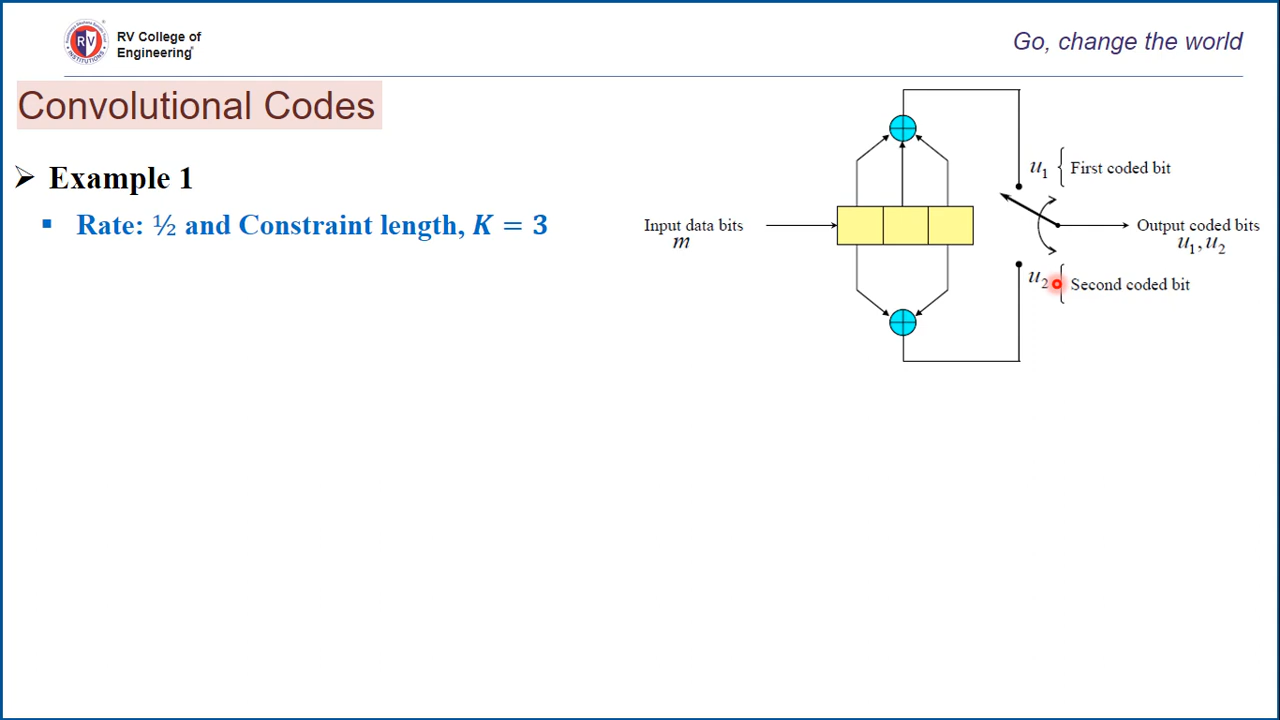 RV College of
Engineering
Go, change the world
Convolutional Codes
➢ Example 1
▪ Rate: ½ and Constraint length, K = 3
u₁ { First coded bit
Input data bits
m
Output coded bits
u₁, u₂
u₂ { Second coded bit